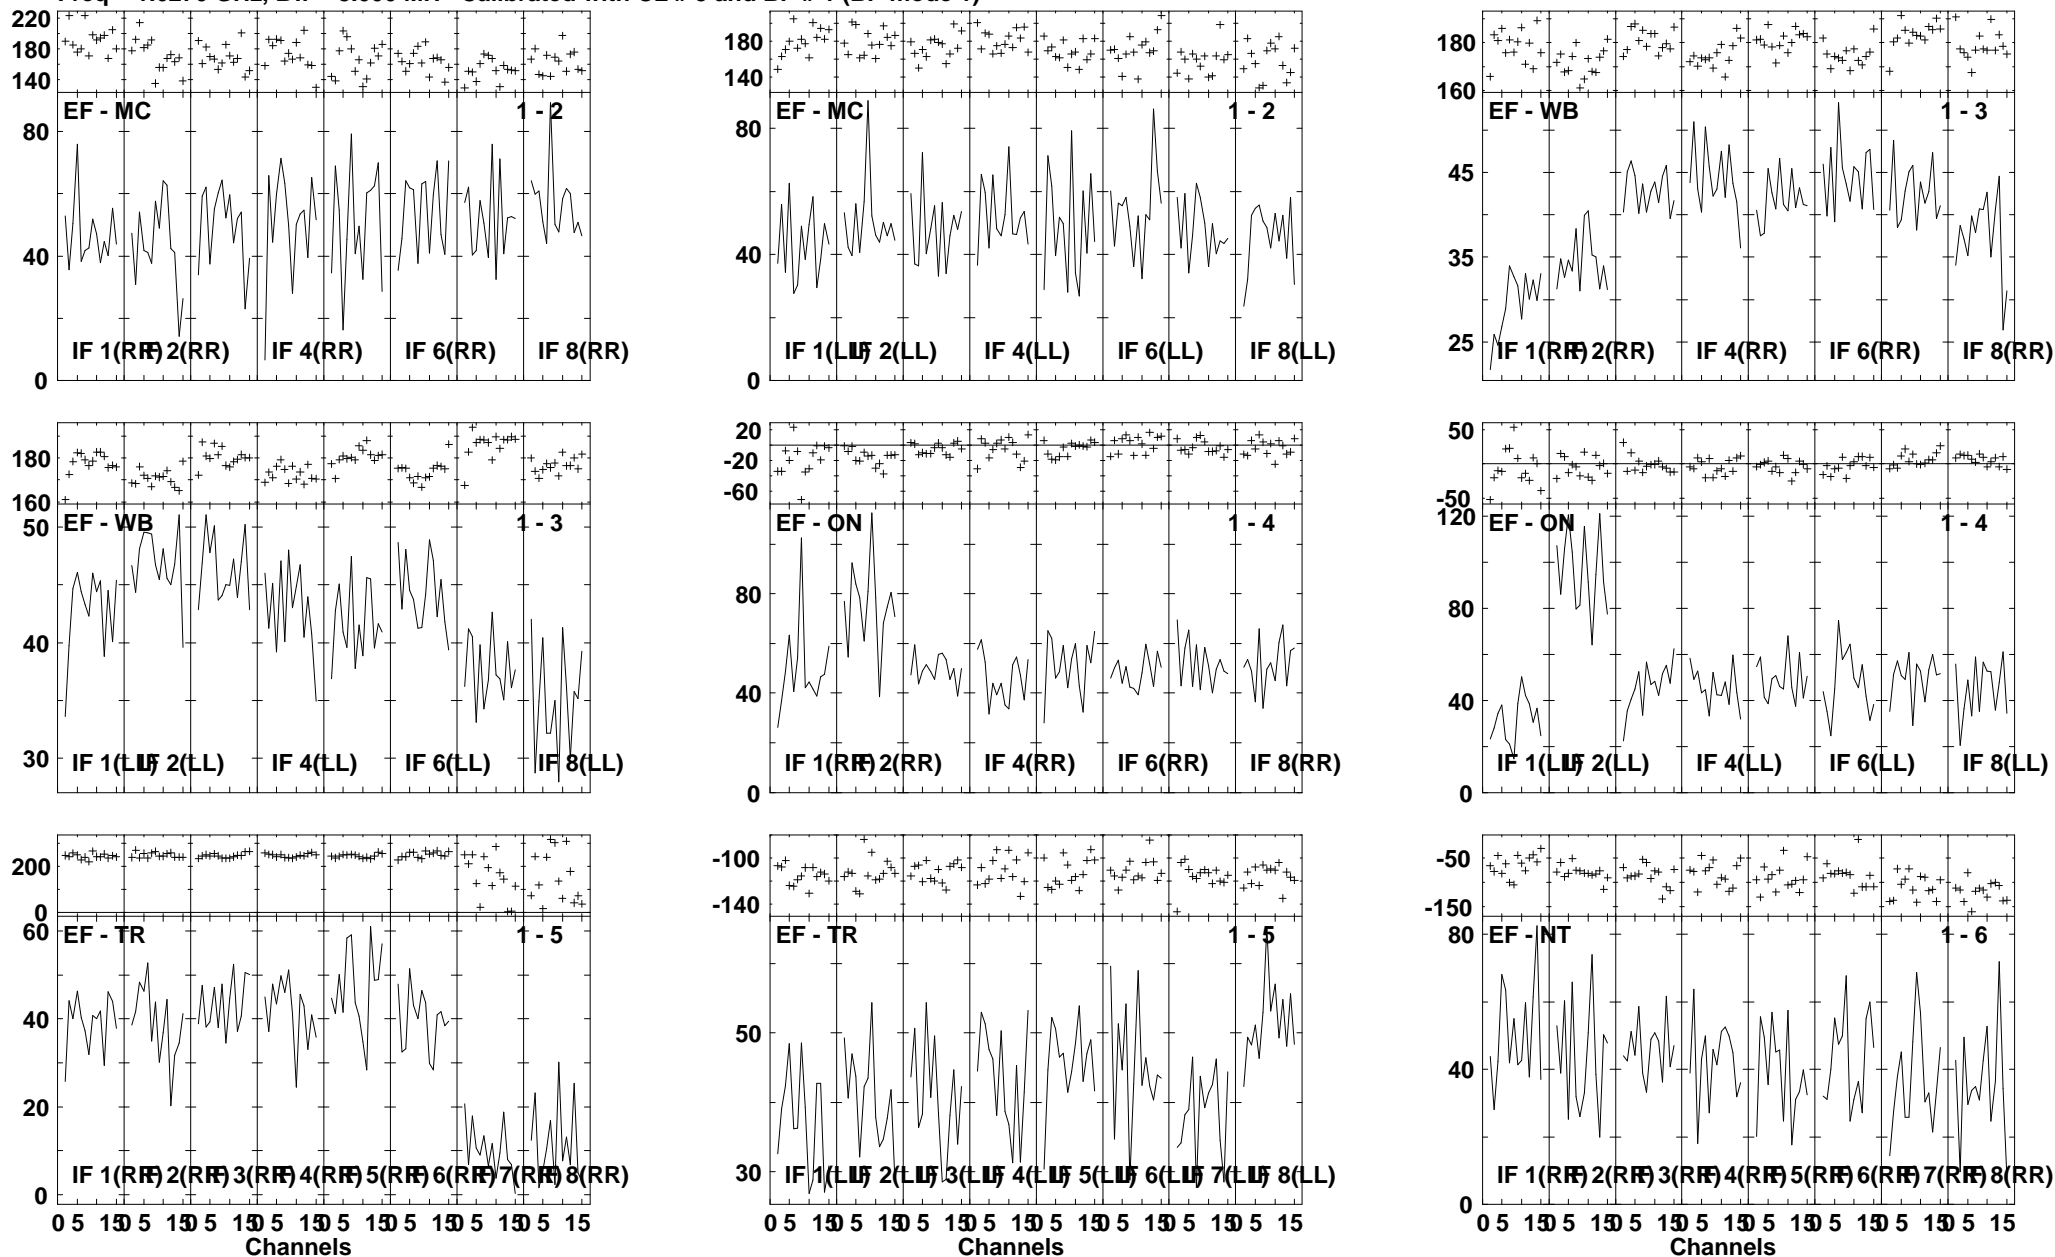 220
180
140
EF - MC
1 - 2
80
40
0
IF 1(RR)
IF 2(RR)
IF 4(RR)
IF 6(RR)
IF 8(RR)
180
140
EF - MC
1 - 2
80
40
0
IF 1(LL)
IF 2(LL)
IF 4(LL)
IF 6(LL)
IF 8(LL)
180
160
EF - WB
1 - 3
45
35
25
IF 1(RR)
IF 2(RR)
IF 4(RR)
IF 6(RR)
IF 8(RR)
180
160
EF - WB
1 - 3
50
40
30
IF 1(LL)
IF 2(LL)
IF 4(LL)
IF 6(LL)
IF 8(LL)
20
-20
-60
EF - ON
1 - 4
80
40
0
IF 1(RR)
IF 2(RR)
IF 4(RR)
IF 6(RR)
IF 8(RR)
50
-50
EF - ON
1 - 4
120
80
40
0
IF 1(LL)
IF 2(LL)
IF 4(LL)
IF 6(LL)
IF 8(LL)
200
0
EF - TR
1 - 5
60
40
20
0
IF 1(RR)
IF 2(RR)
IF 3(RR)
IF 4(RR)
IF 5(RR)
IF 6(RR)
IF 7(RR)
IF 8(RR)
0 5 15 0 5 15 0 5 15 0 5 15 0 5 15 0 5 15 0 5 15 0 5 15
Channels
-100
-140
EF - TR
1 - 5
50
30
IF 1(LL)
IF 2(LL)
IF 3(LL)
IF 4(LL)
IF 5(LL)
IF 6(LL)
IF 7(LL)
IF 8(LL)
0 5 15 0 5 15 0 5 15 0 5 15 0 5 15 0 5 15 0 5 15 0 5 15
Channels
-50
-150
EF - NT
1 - 6
80
40
0
IF 1(RR)
IF 2(RR)
IF 3(RR)
IF 4(RR)
IF 5(RR)
IF 6(RR)
IF 7(RR)
IF 8(RR)
0 5 15 0 5 15 0 5 15 0 5 15 0 5 15 0 5 15 0 5 15 0 5 15
Channels